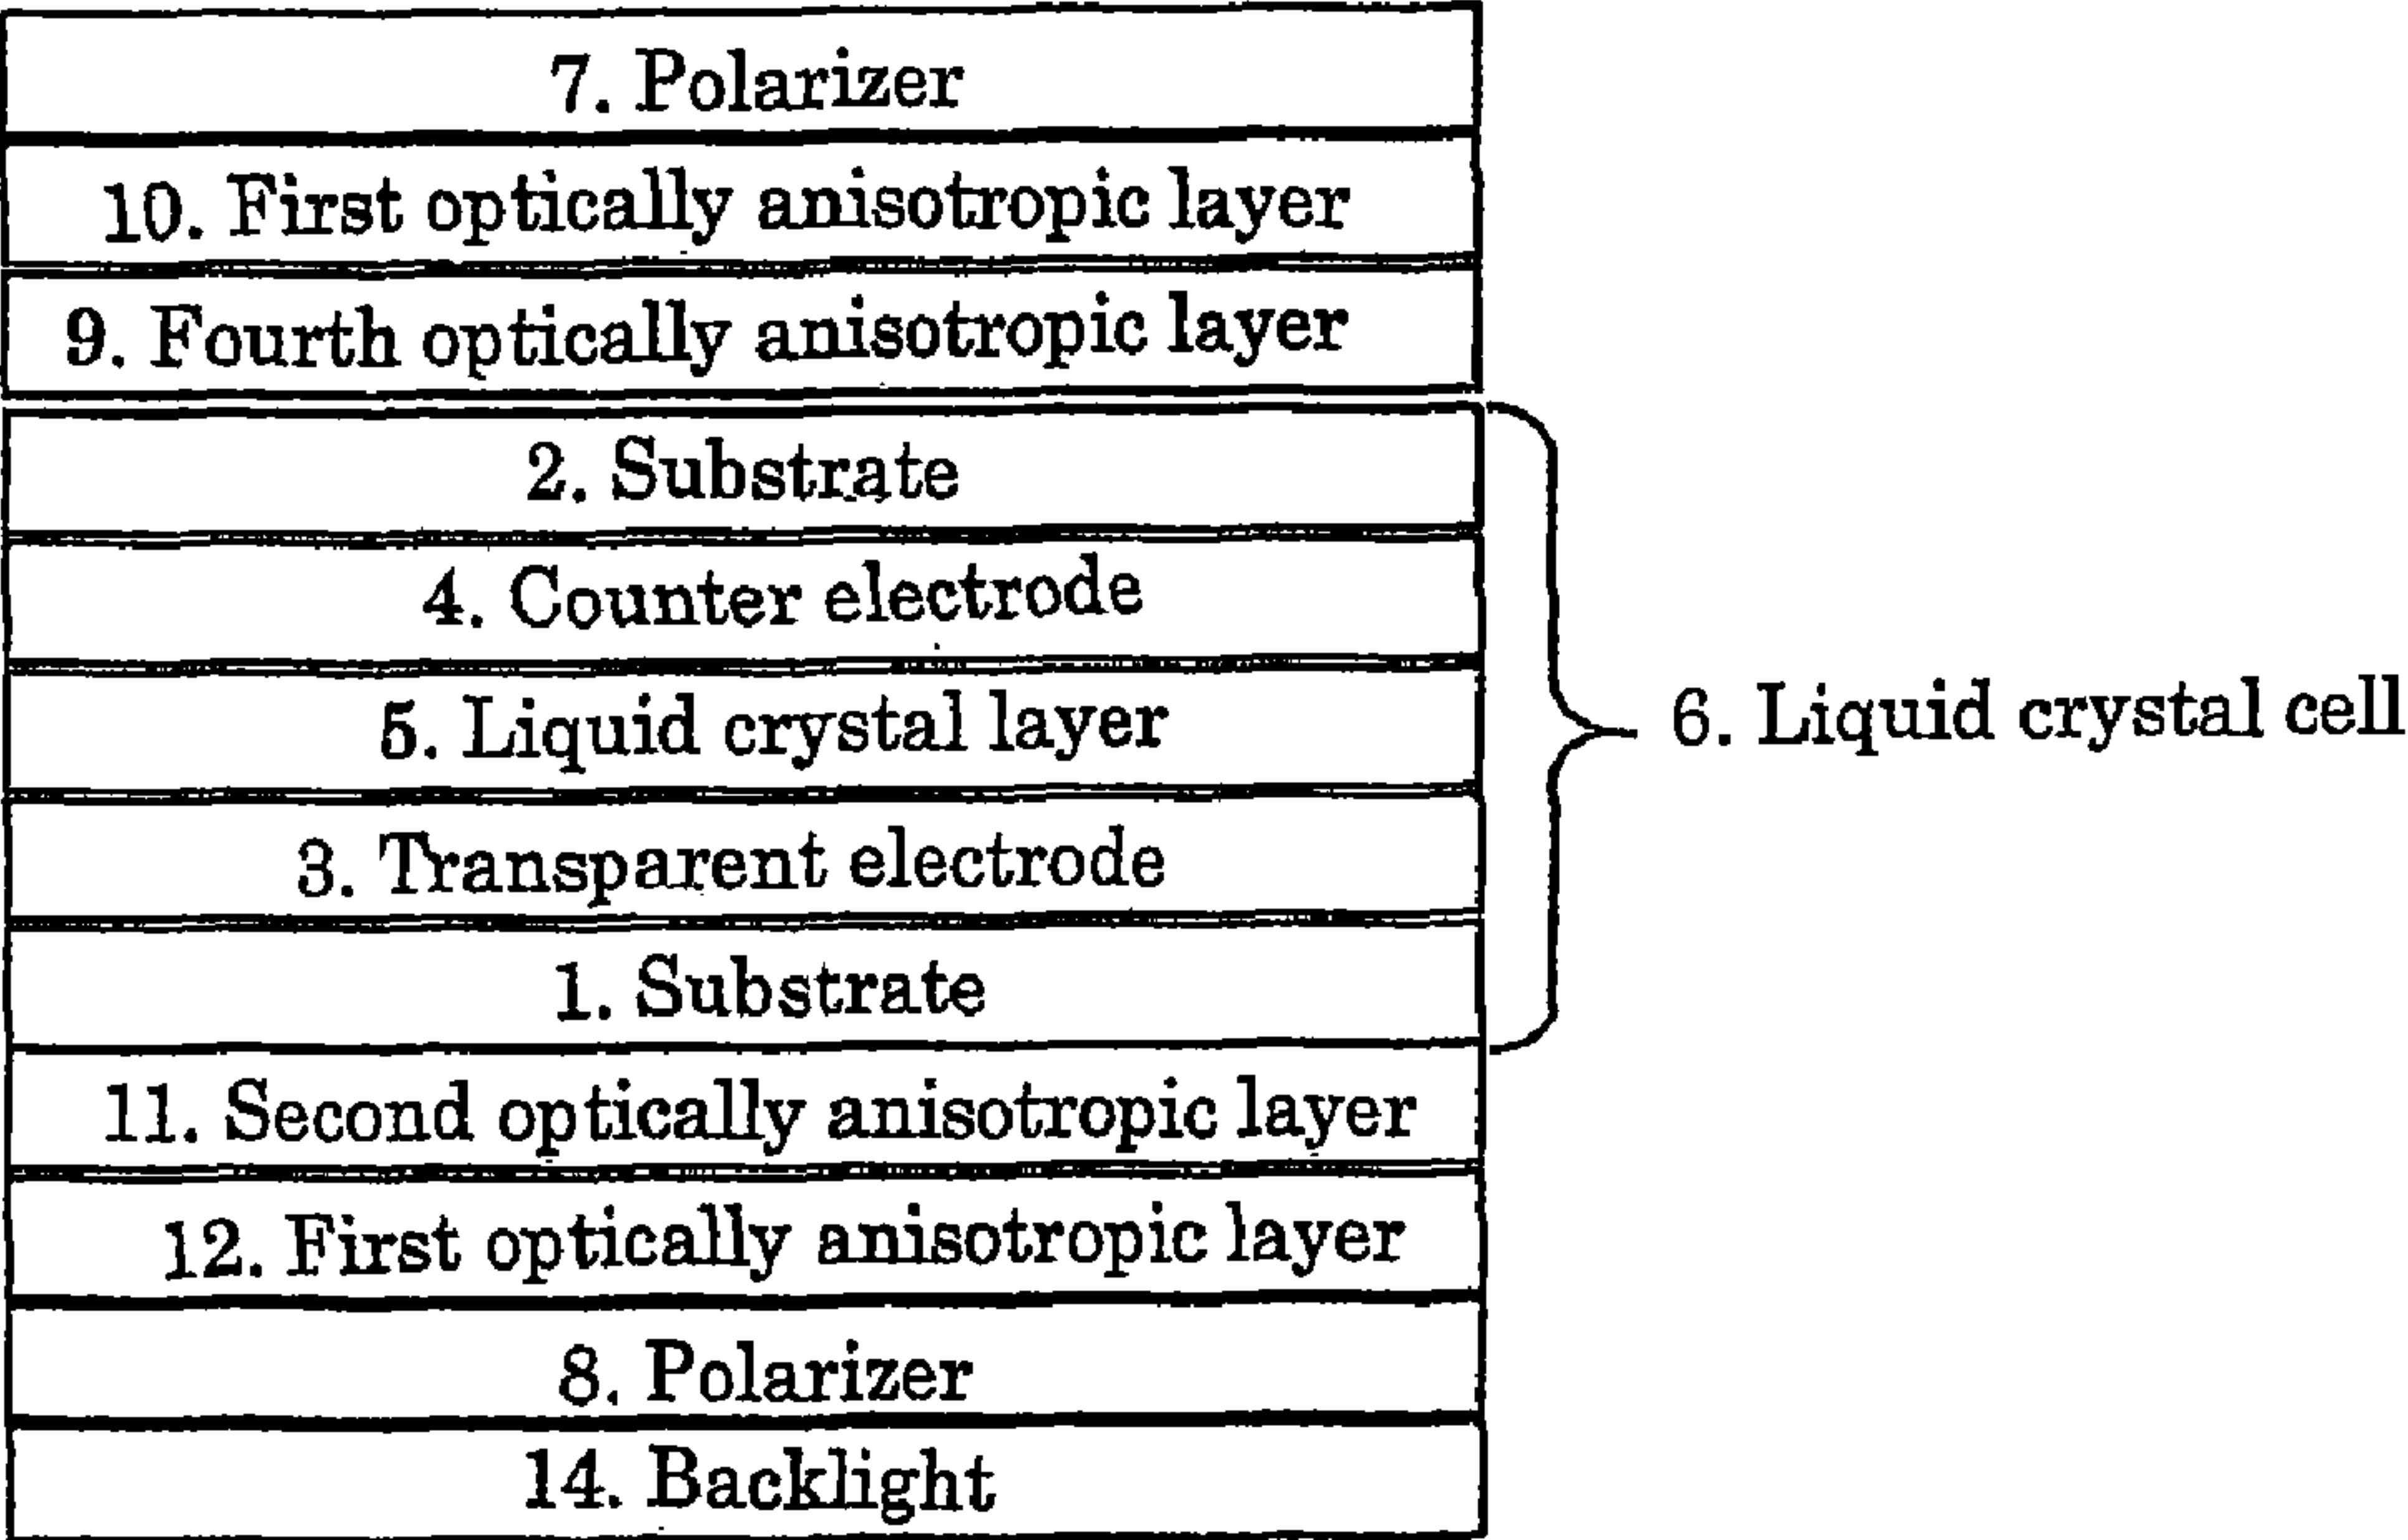 7. Polarizer
10. First optically anisotropic layer
9. Fourth optically anisotropic layer
2. Substrate
4. Counter electrode
5. Liquid crystal layer
6. Liquid crystal cell
3. Transparent electrode
1. Substrate
11. Second optically anisotropic layer
12. First optically anisotropic layer
8. Polarizer
14. Backlight